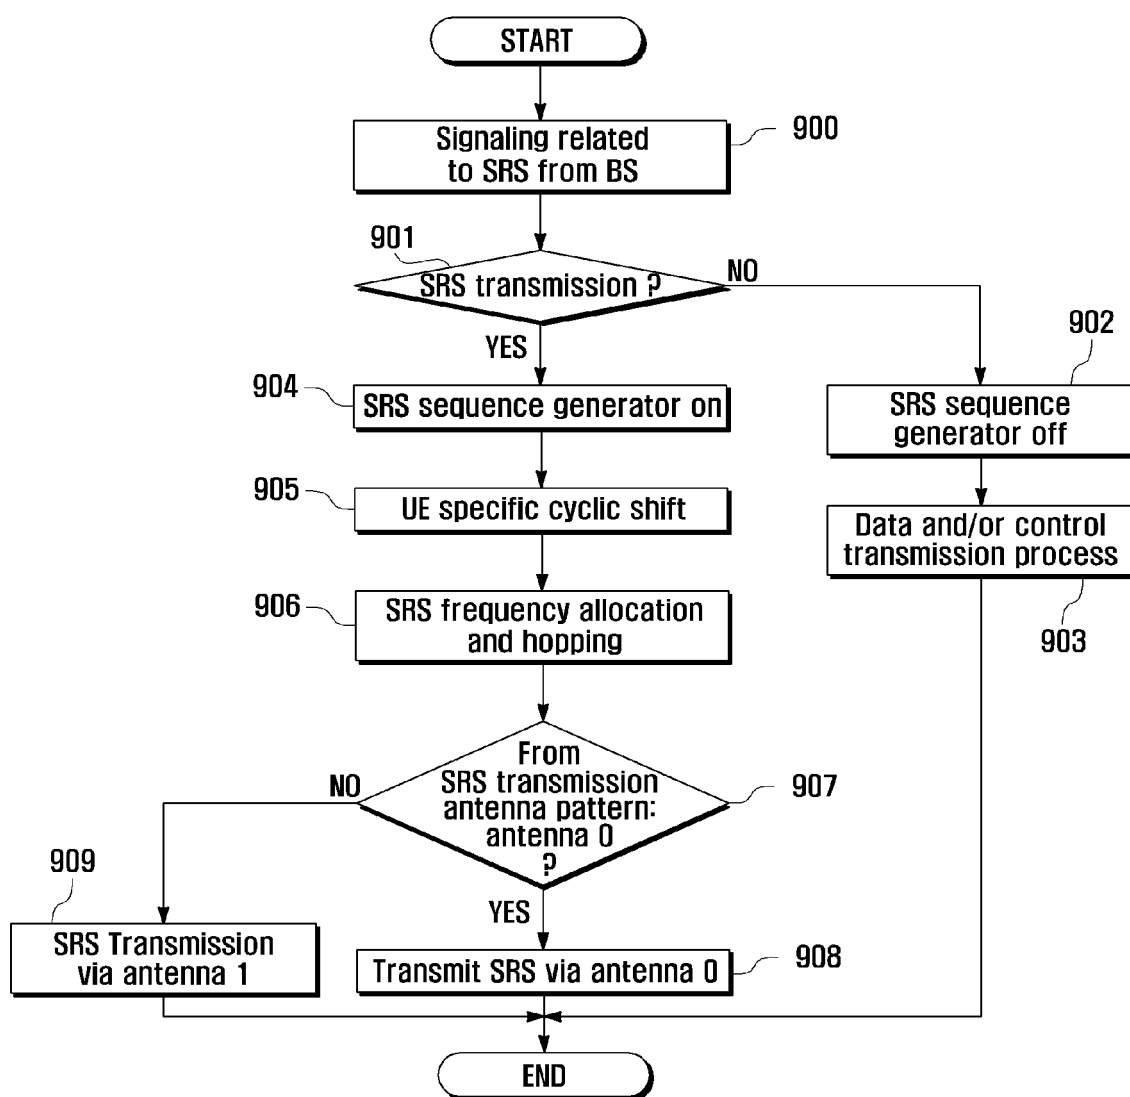 START
Signaling related
to SRS from BS
900
901
SRS transmission ?
NO
YES
902
904
SRS sequence generator on
SRS sequence
generator off
905
UE specific cyclic shift
Data and/or control
transmission process
903
906
SRS frequency allocation
and hopping
From
SRS transmission
antenna pattern:
antenna 0
?
907
NO
YES
909
SRS Transmission
via antenna 1
Transmit SRS via antenna 0
908
END